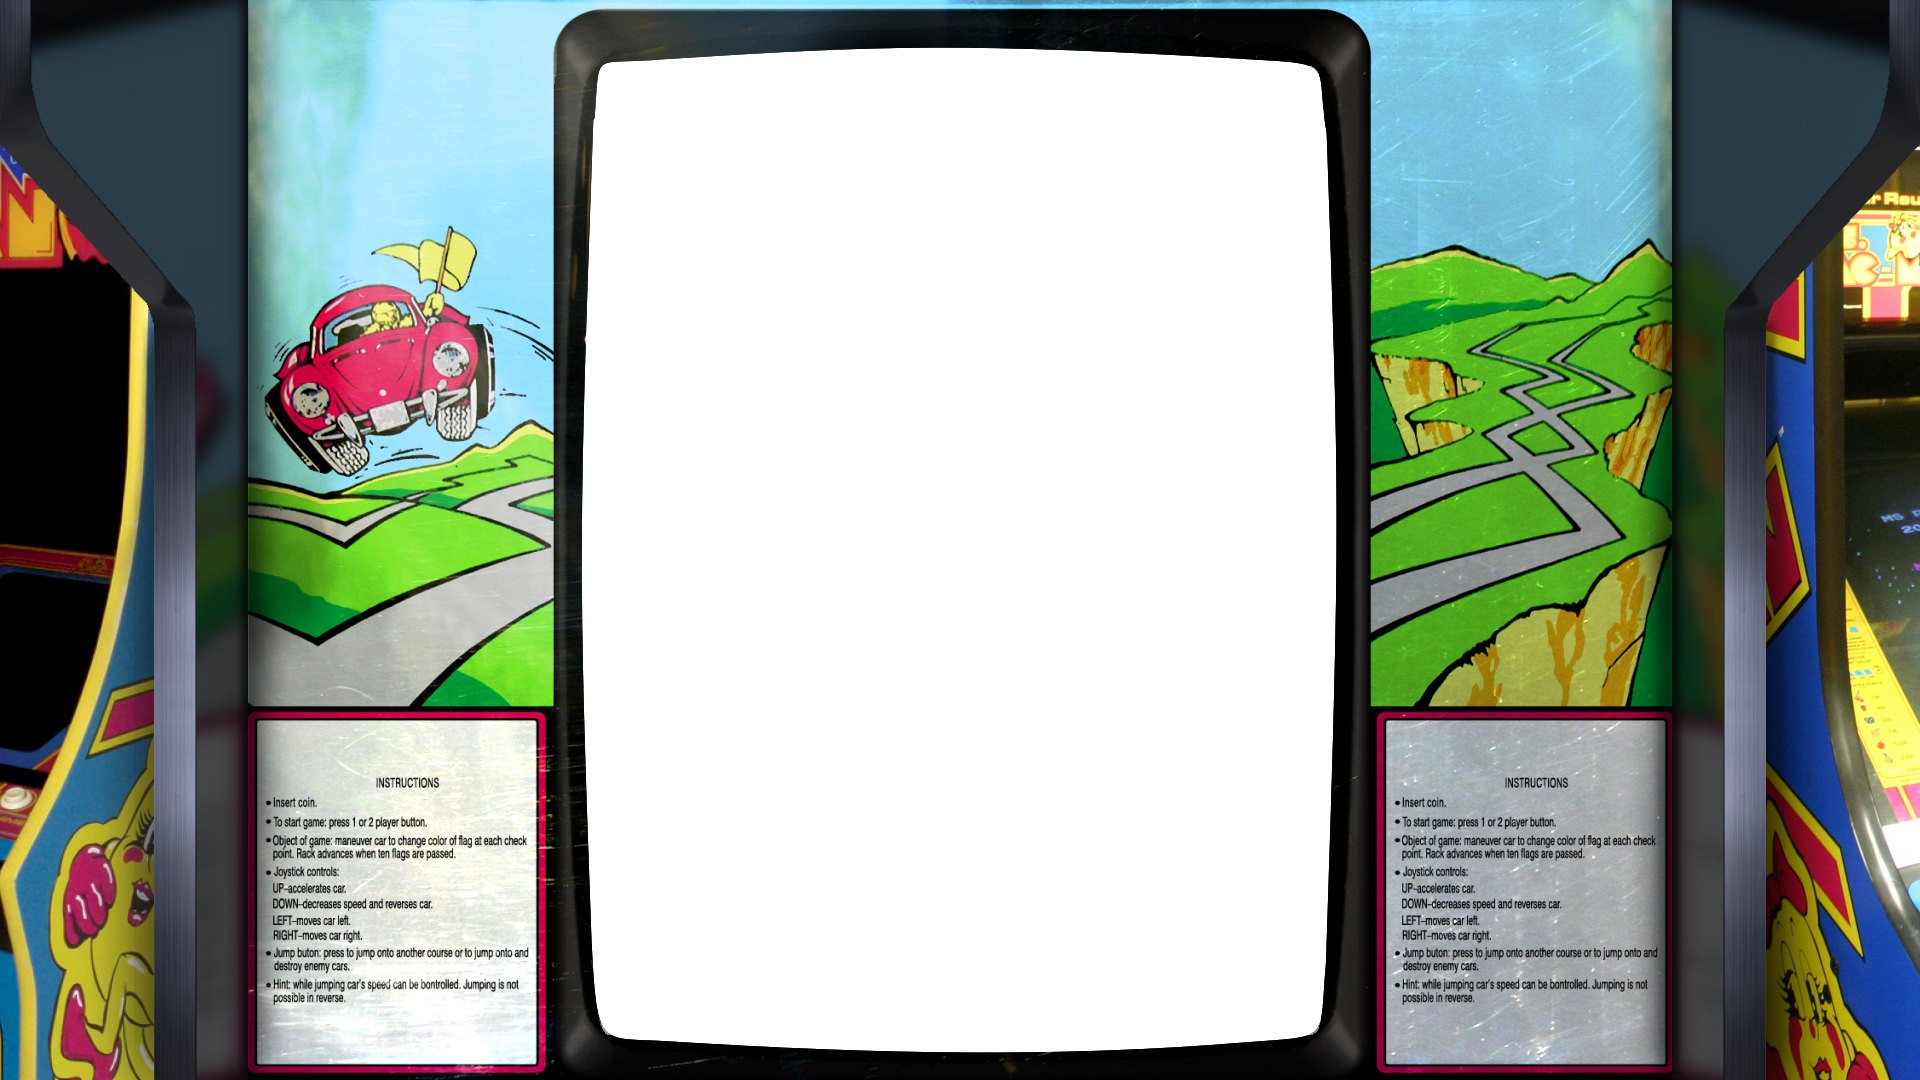 INSTRUCTIONS
• Insert coin.
• To start game: press 1 or 2 player button.
• Object of game: maneuver car to change color of flag at each check
point. Rack advances when ten flags are passed.
• Joystick controls:
UP-accelerates car.
DOWN-decreases speed and reverses car.
LEFT-moves car left.
RIGHT-moves car right.
• Jump buton: press to jump onto another course or to jump onto and
destroy enemy cars.
• Hint: while jumping car's speed can be bontrolled. Jumping is not
possible in reverse.
INSTRUCTIONS
• Insert coin.
• To start game: press 1 or 2 player button.
• Object of game: maneuver car to change color of flag at each check
point. Rack advances when ten flags are passed.
• Joystick controls:
UP-accelerates car.
DOWN-decreases speed and reverses car.
LEFT-moves car left.
RIGHT-moves car right.
• Jump buton: press to jump onto another course or to jump onto and
destroy enemy cars.
• Hint: while jumping car's speed can be bontrolled. Jumping is not
possible in reverse.